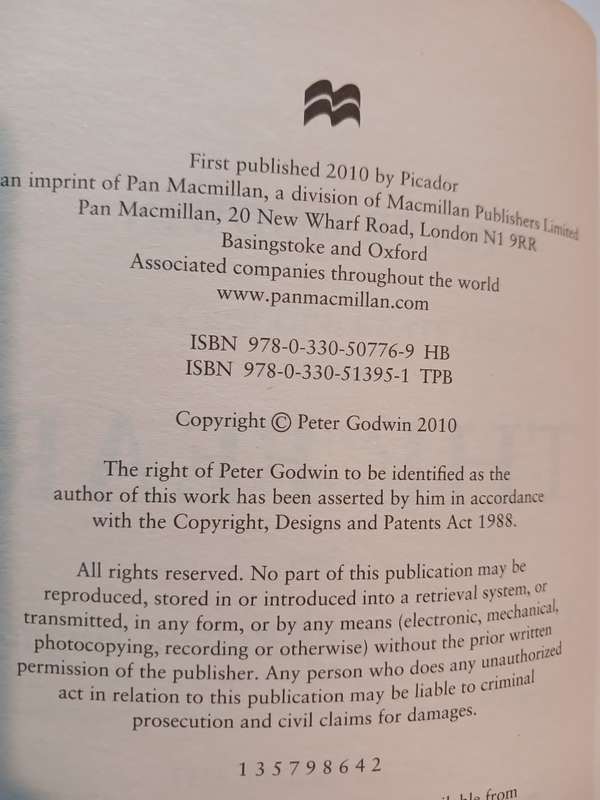 First published 2010 by Picador
an imprint of Pan Macmillan, a division of Macmillan Publishers Limited
Pan Macmillan, 20 New Wharf Road, London N1 9RR
Basingstoke and Oxford
Associated companies throughout the world
www.panmacmillan.com
ISBN 978-0-330-50776-9 HB
ISBN 978-0-330-51395-1 TPB
Copyright © Peter Godwin 2010
The right of Peter Godwin to be identified as the
author of this work has been asserted by him in accordance
with the Copyright, Designs and Patents Act 1988.
All rights reserved. No part of this publication may be
reproduced, stored in or introduced into a retrieval system, or
transmitted, in any form, or by any means (electronic, mechanical,
photocopying, recording or otherwise) without the prior written
permission of the publisher. Any person who does any unauthorized
act in relation to this publication may be liable to criminal
prosecution and civil claims for damages.
1 3 5 7 9 8 6 4 2
from